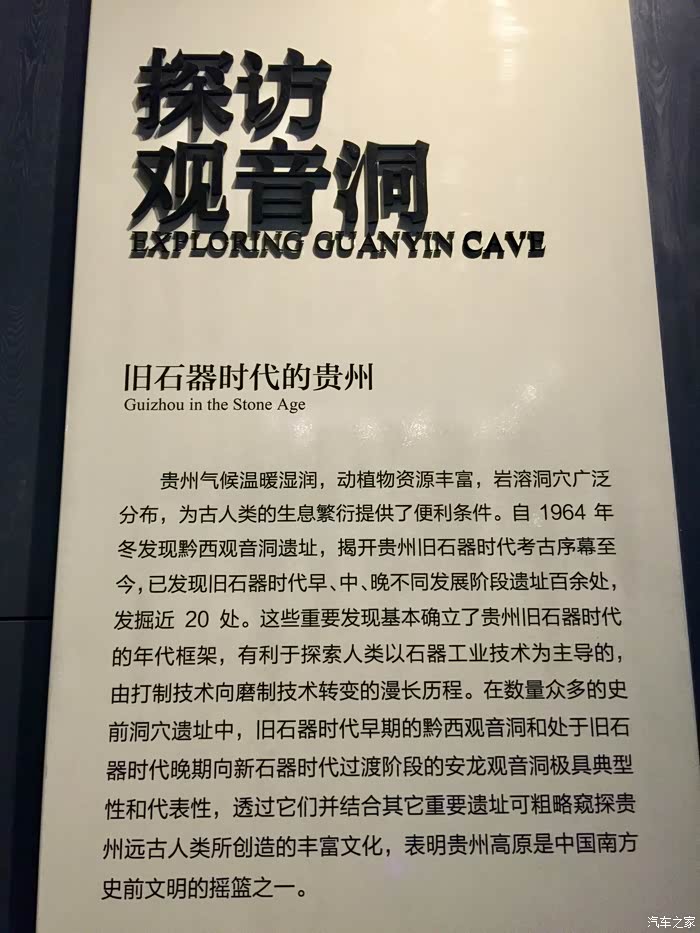 探访
观音洞
EXPLORING GUANYIN CAVE
旧石器时代的贵州
Guizhou in the Stone Age
贵州气候温暖湿润，动植物资源丰富，岩溶洞穴广泛
分布，为古人类的生息繁衍提供了便利条件。自 1964 年
冬发现黔西观音洞遗址，揭开贵州旧石器时代考古序幕至
今，已发现旧石器时代早、中、晚不同发展阶段遗址百余处，
发掘近 20 处。这些重要发现基本确立了贵州旧石器时代
的年代框架，有利于探索人类以石器工业技术为主导的，
由打制技术向磨制技术转变的漫长历程。在数量众多的史
前洞穴遗址中，旧石器时代早期的黔西观音洞和处于旧石
器时代晚期向新石器时代过渡阶段的安龙观音洞极具典型
性和代表性，透过它们并结合其它重要遗址可粗略窥探贵
州远古人类所创造的丰富文化，表明贵州高原是中国南方
史前文明的摇篮之一。
汽车之家